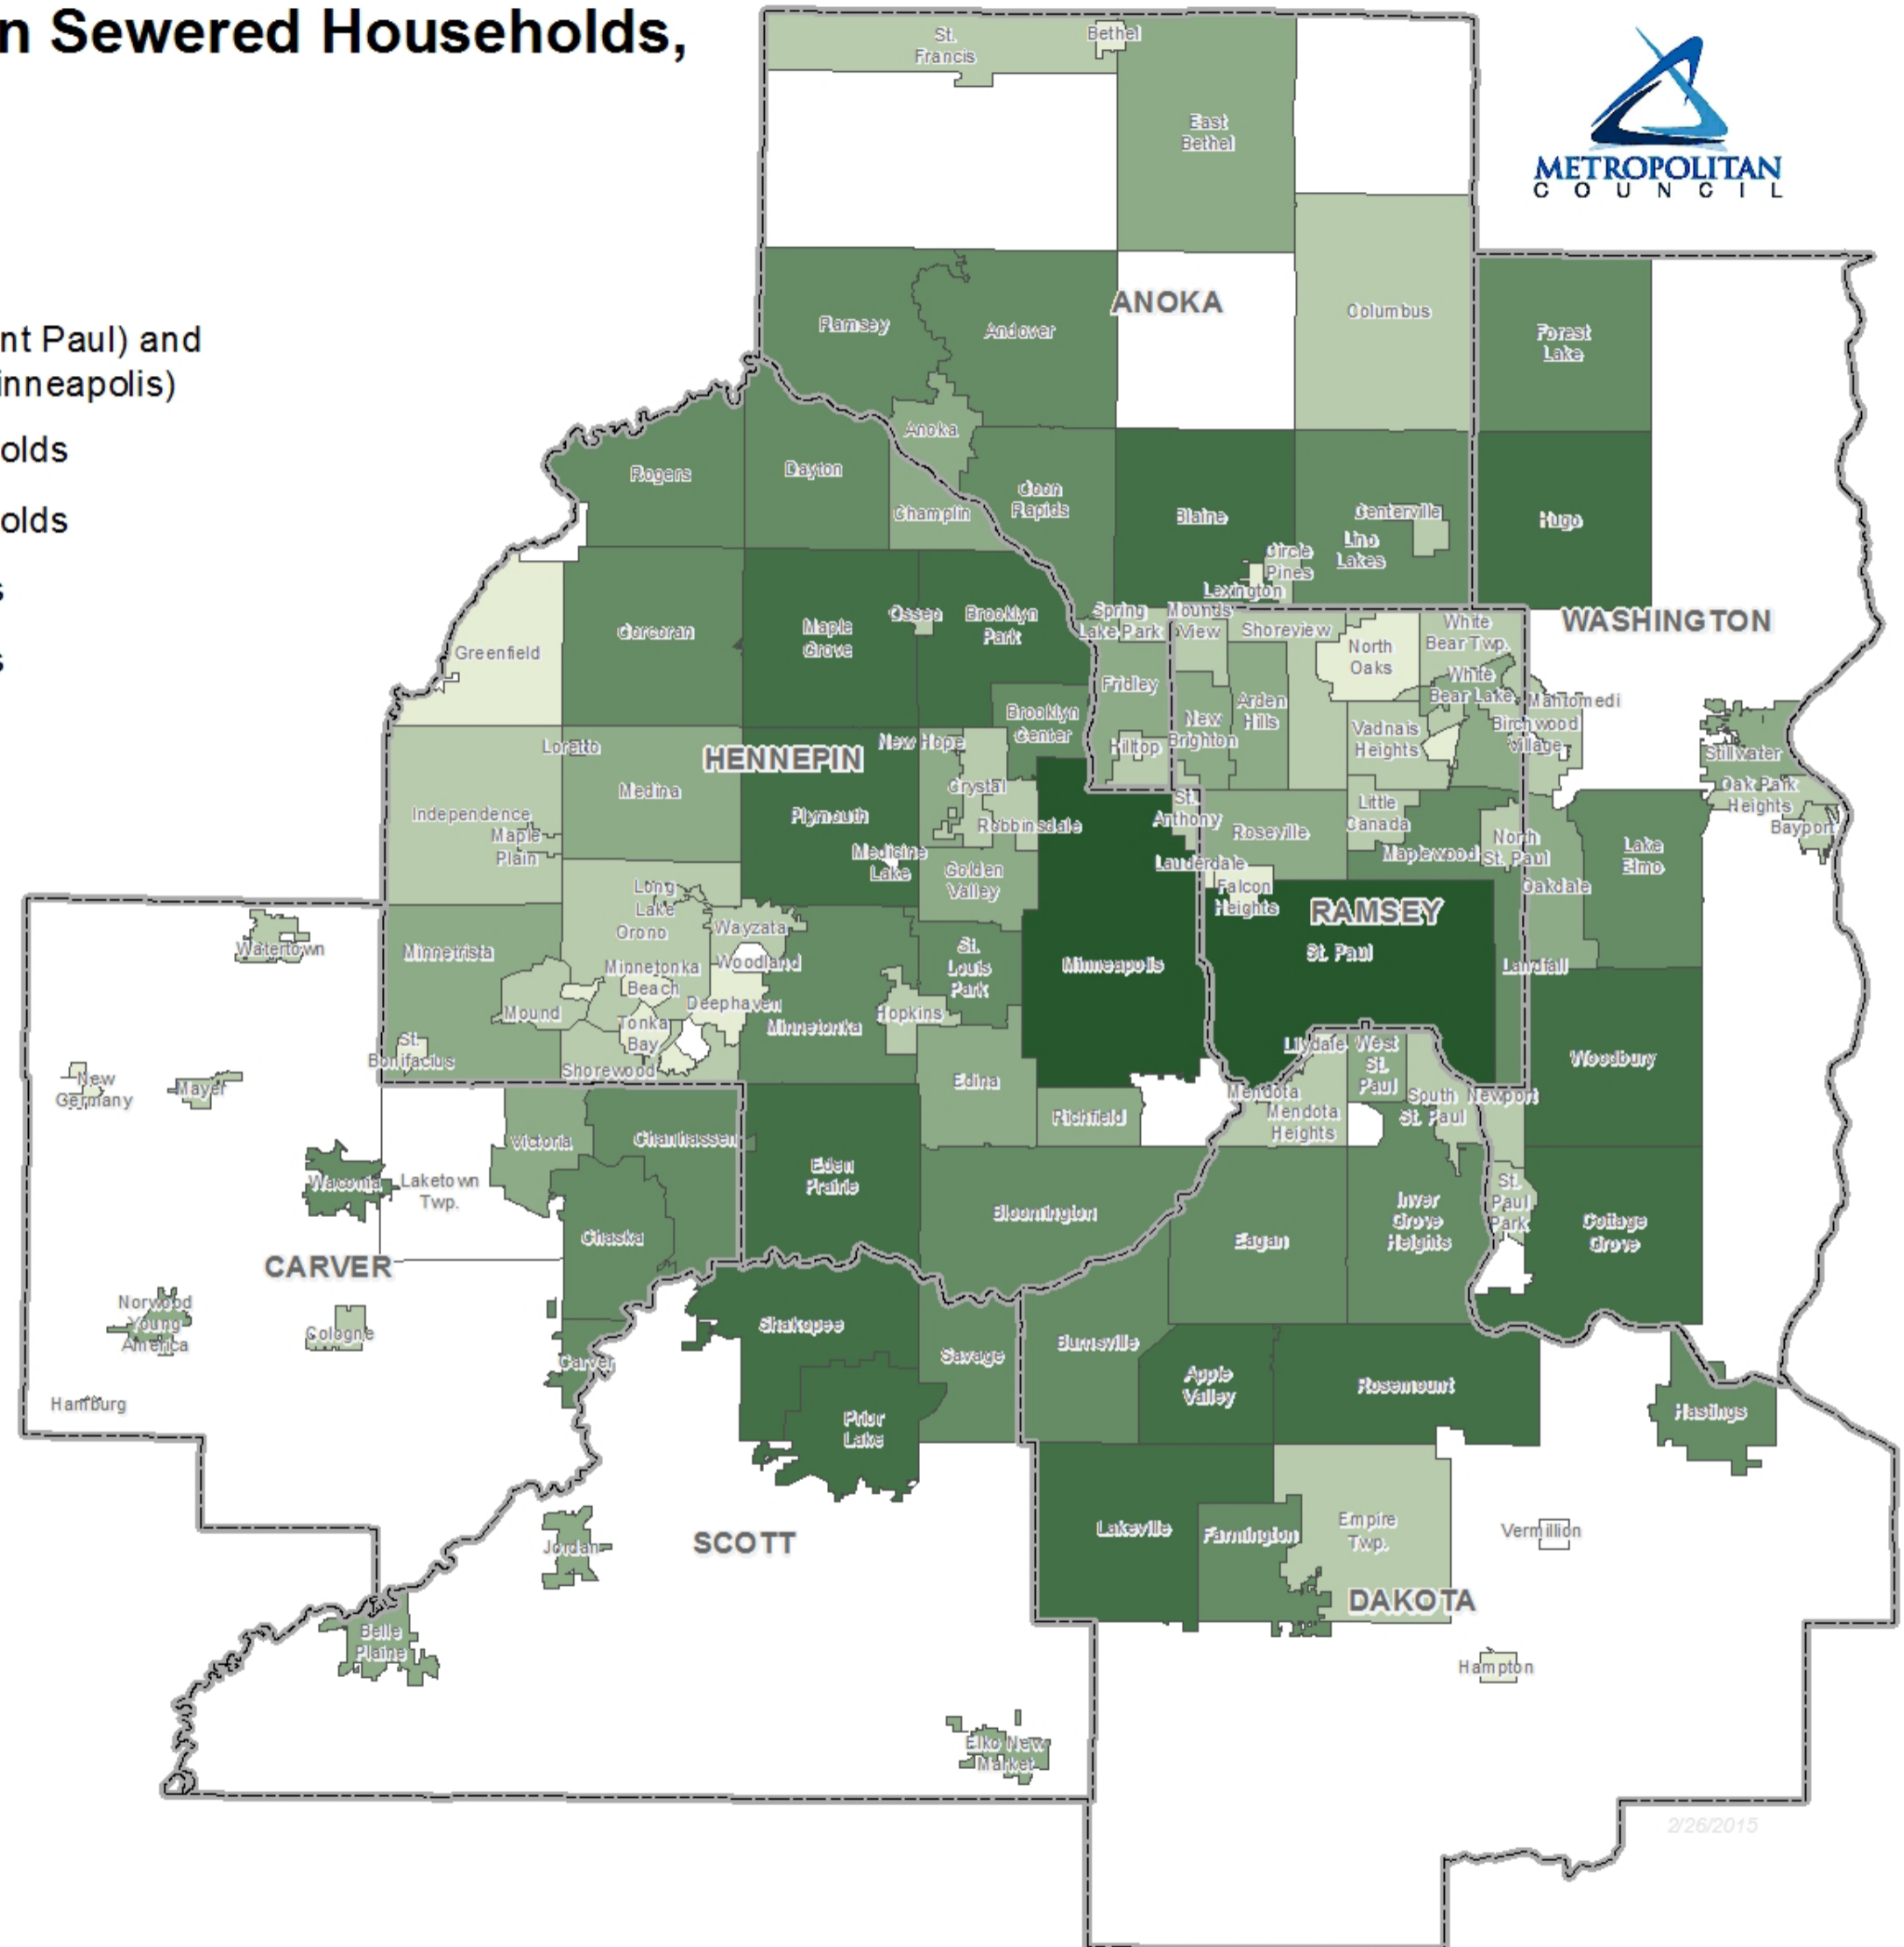 n Sewered Households,
nt Paul) and
inneapolis)
olds
olds
s
s
METROPOLITAN
COUNCIL
St.
Francis
Bethel
East
Bethel
ANOKA
Ramsey
Andover
Columbus
Forest
Lake
Anoka
Rogers
Dayton
Champlin
Coon
Rapids
Blaine
Centerville
Lino
Lakes
Circle
Pines
Lexington
Hugo
WASHINGTON
Greenfield
Corcoran
Maple
Grove
Osseo
Brooklyn
Park
Spring
Lake Park
Mounds
View
Shoreview
North
Oaks
White
Bear Twp.
White
Bear Lake
Mahtomedi
Birchwood
Village
Fridley
Arden
Hills
New
Brighton
Vadnais
Heights
Hilltop
Brooklyn
Center
New Hope
Loretto
HENNEPIN
Stillwater
Oak Park
Heights
Bayport
Independence
Maple
Plain
Medina
Plymouth
Medicine
Lake
Crystal
Robbinsdale
Golden
Valley
St.
Anthony
Roseville
Little
Canada
Maplewood
North
St. Paul
Lauderdale
Falcon
Heights
Lake
Elmo
Oakdale
RAMSEY
St. Paul
Landfall
Long
Lake
Orono
Wayzata
Woodland
Minnetrista
Minnetonka
Beach
Deephaven
Mound
Tonka
Bay
St.
Bonifacius
Shorewood
Minnetonka
Hopkins
St.
Louis
Park
Minneapolis
Edina
Richfield
Lilydale
West
St.
Paul
Mendota
Mendota
Heights
South
St. Paul
Newport
Woodbury
Watertown
New
Germany
Mayer
Waconia
Laketown
Twp.
Victoria
Chanhassen
Chaska
Eden
Prairie
Bloomington
Eagan
Inver
Grove
Heights
St.
Paul
Park
Cottage
Grove
CARVER
Norwood
Young
America
Cologne
Carver
Hamburg
Shakopee
Savage
Prior
Lake
Burnsville
Apple
Valley
Rosemount
Hastings
Jordan
SCOTT
Lakeville
Farmington
Empire
Twp.
Vermillion
DAKOTA
Belle
Plaine
Hampton
Elko New
Market
2/26/2015